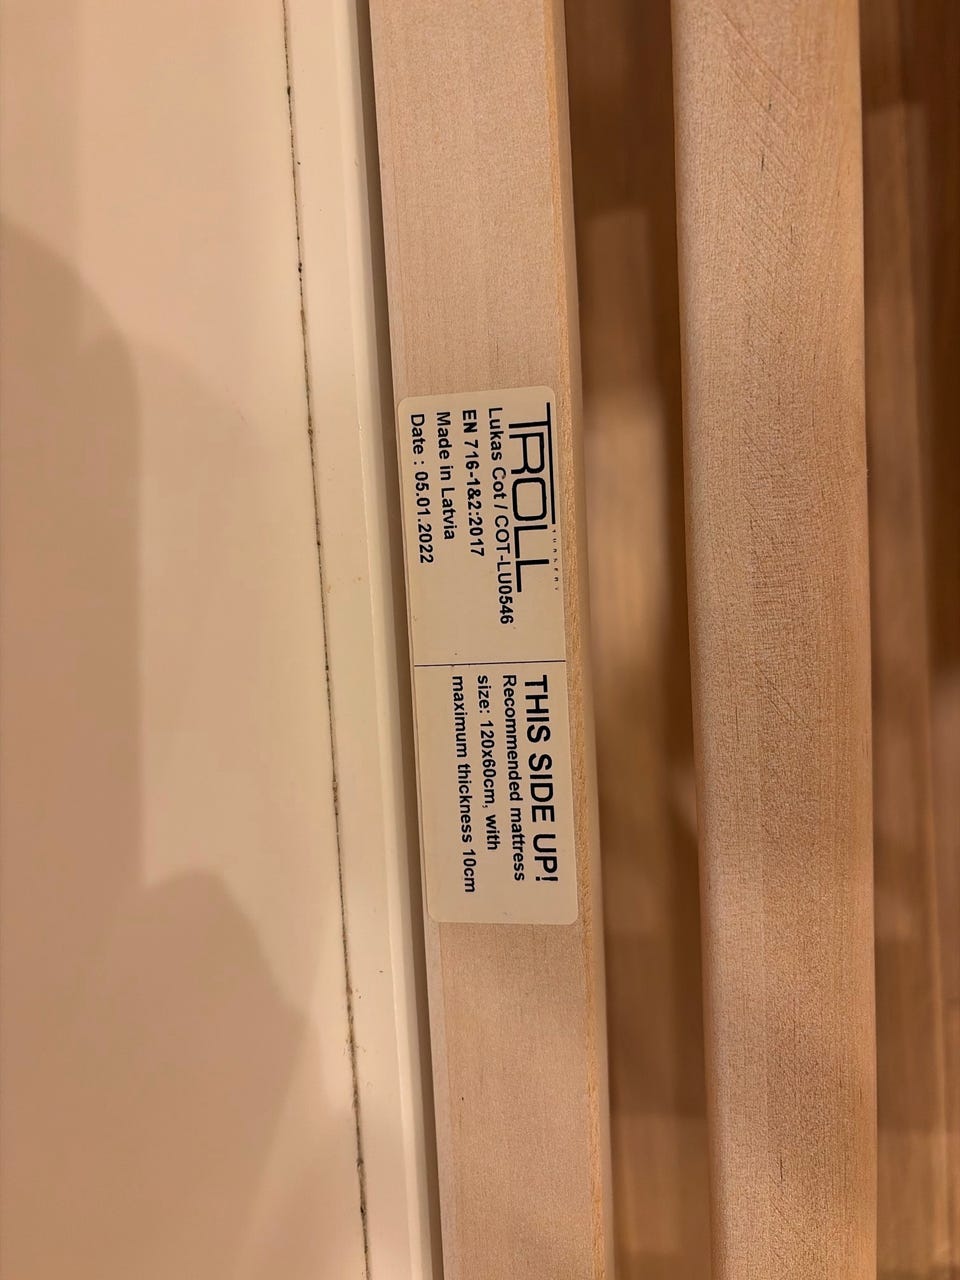 TROLL
NURSERY
Lukas Cot / COT-LU0546
EN 716-1&2:2017
Made in Latvia
Date : 05.01.2022
THIS SIDE UP!
Recommended mattress
size: 120x60cm, with
maximum thickness 10cm